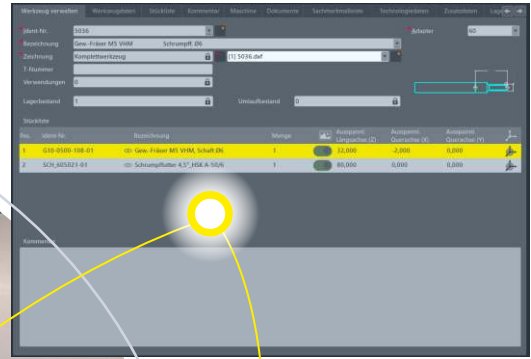 Werkzeug verwalten Werkzeugdaten Stückliste Kommentar Maschine Dokumente Sachmerkmalleiste Technologiedaten Zusatzdaten
Ident-Nr. 5036 Adapter 60
Bezeichnung Gew.-Fräser M5 VHM Schrumpff. Ø6
Zeichnung Komplettwerkzeug [1] 5036.dxf
T-Nummer
Verwendungen 0
Lagerbestand 1 Umlaufbestand 0
Stückliste
Pos. Ident-Nr. Bezeichnung Menge Ausspannl. Längsachse (Z) Ausspannl. Querachse (X) Ausspannl. Querachse (Y)
1 G10-0500-108-01 Gew.-Fräser M5 VHM, Schaft Ø6 1 32,000 -2,000 0,000
2 SCH_605021-01 Schrumpffutter 4,5°_HSK A-50/6 1 80,000 0,000 0,000
Kommentar